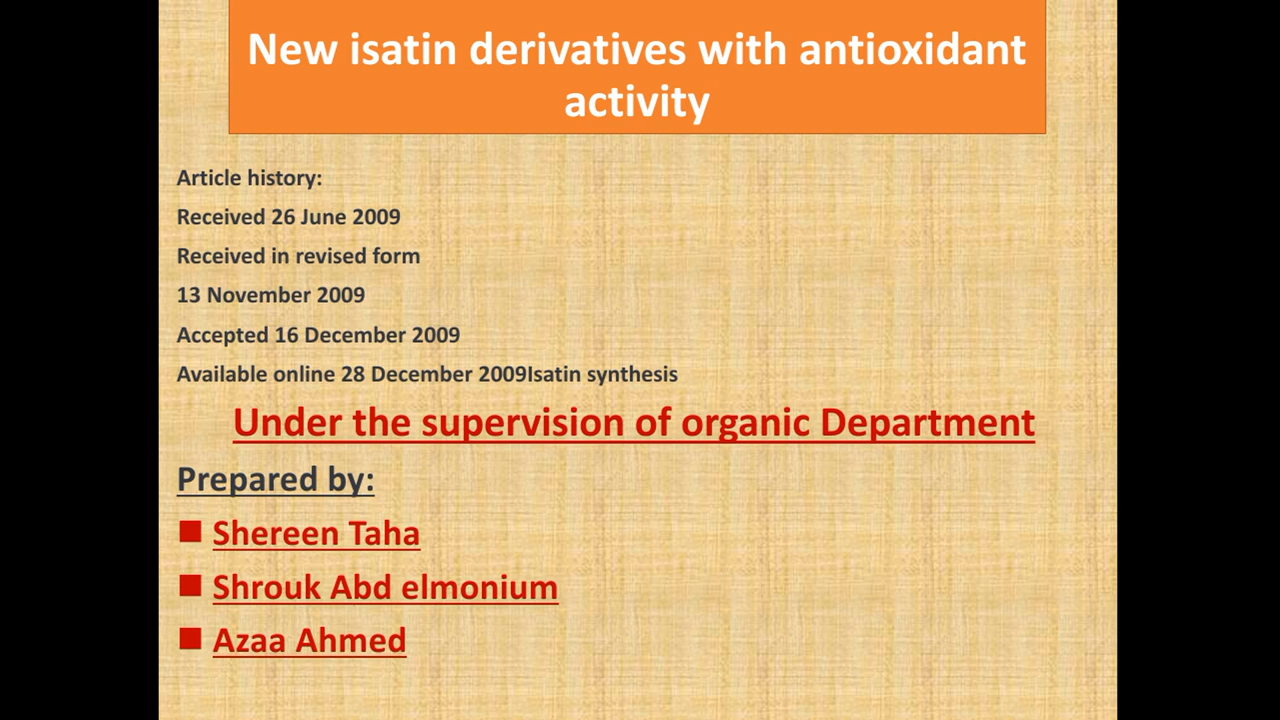 New isatin derivatives with antioxidant
activity
Article history:
Received 26 June 2009
Received in revised form
13 November 2009
Accepted 16 December 2009
Available online 28 December 2009Isatin synthesis
Under the supervision of organic Department
Prepared by:
Shereen Taha
Shrouk Abd elmonium
Azaa Ahmed